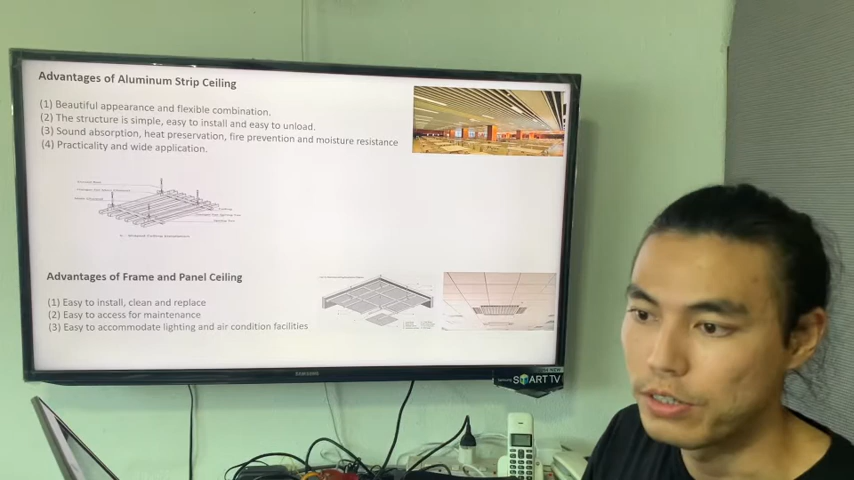 Advantages of Aluminum Strip Ceiling
(1) Beautiful appearance and flexible combination.
(2) The structure is simple, easy to install and easy to unload.
(3) Sound absorption, heat preservation, fire prevention and moisture resistance
(4) Practicality and wide application.
Advantages of Frame and Panel Ceiling
(1) Easy to install, clean and replace
(2) Easy to access for maintenance
(3) Easy to accommodate lighting and air condition facilities
SAMSUNG
SMART TV